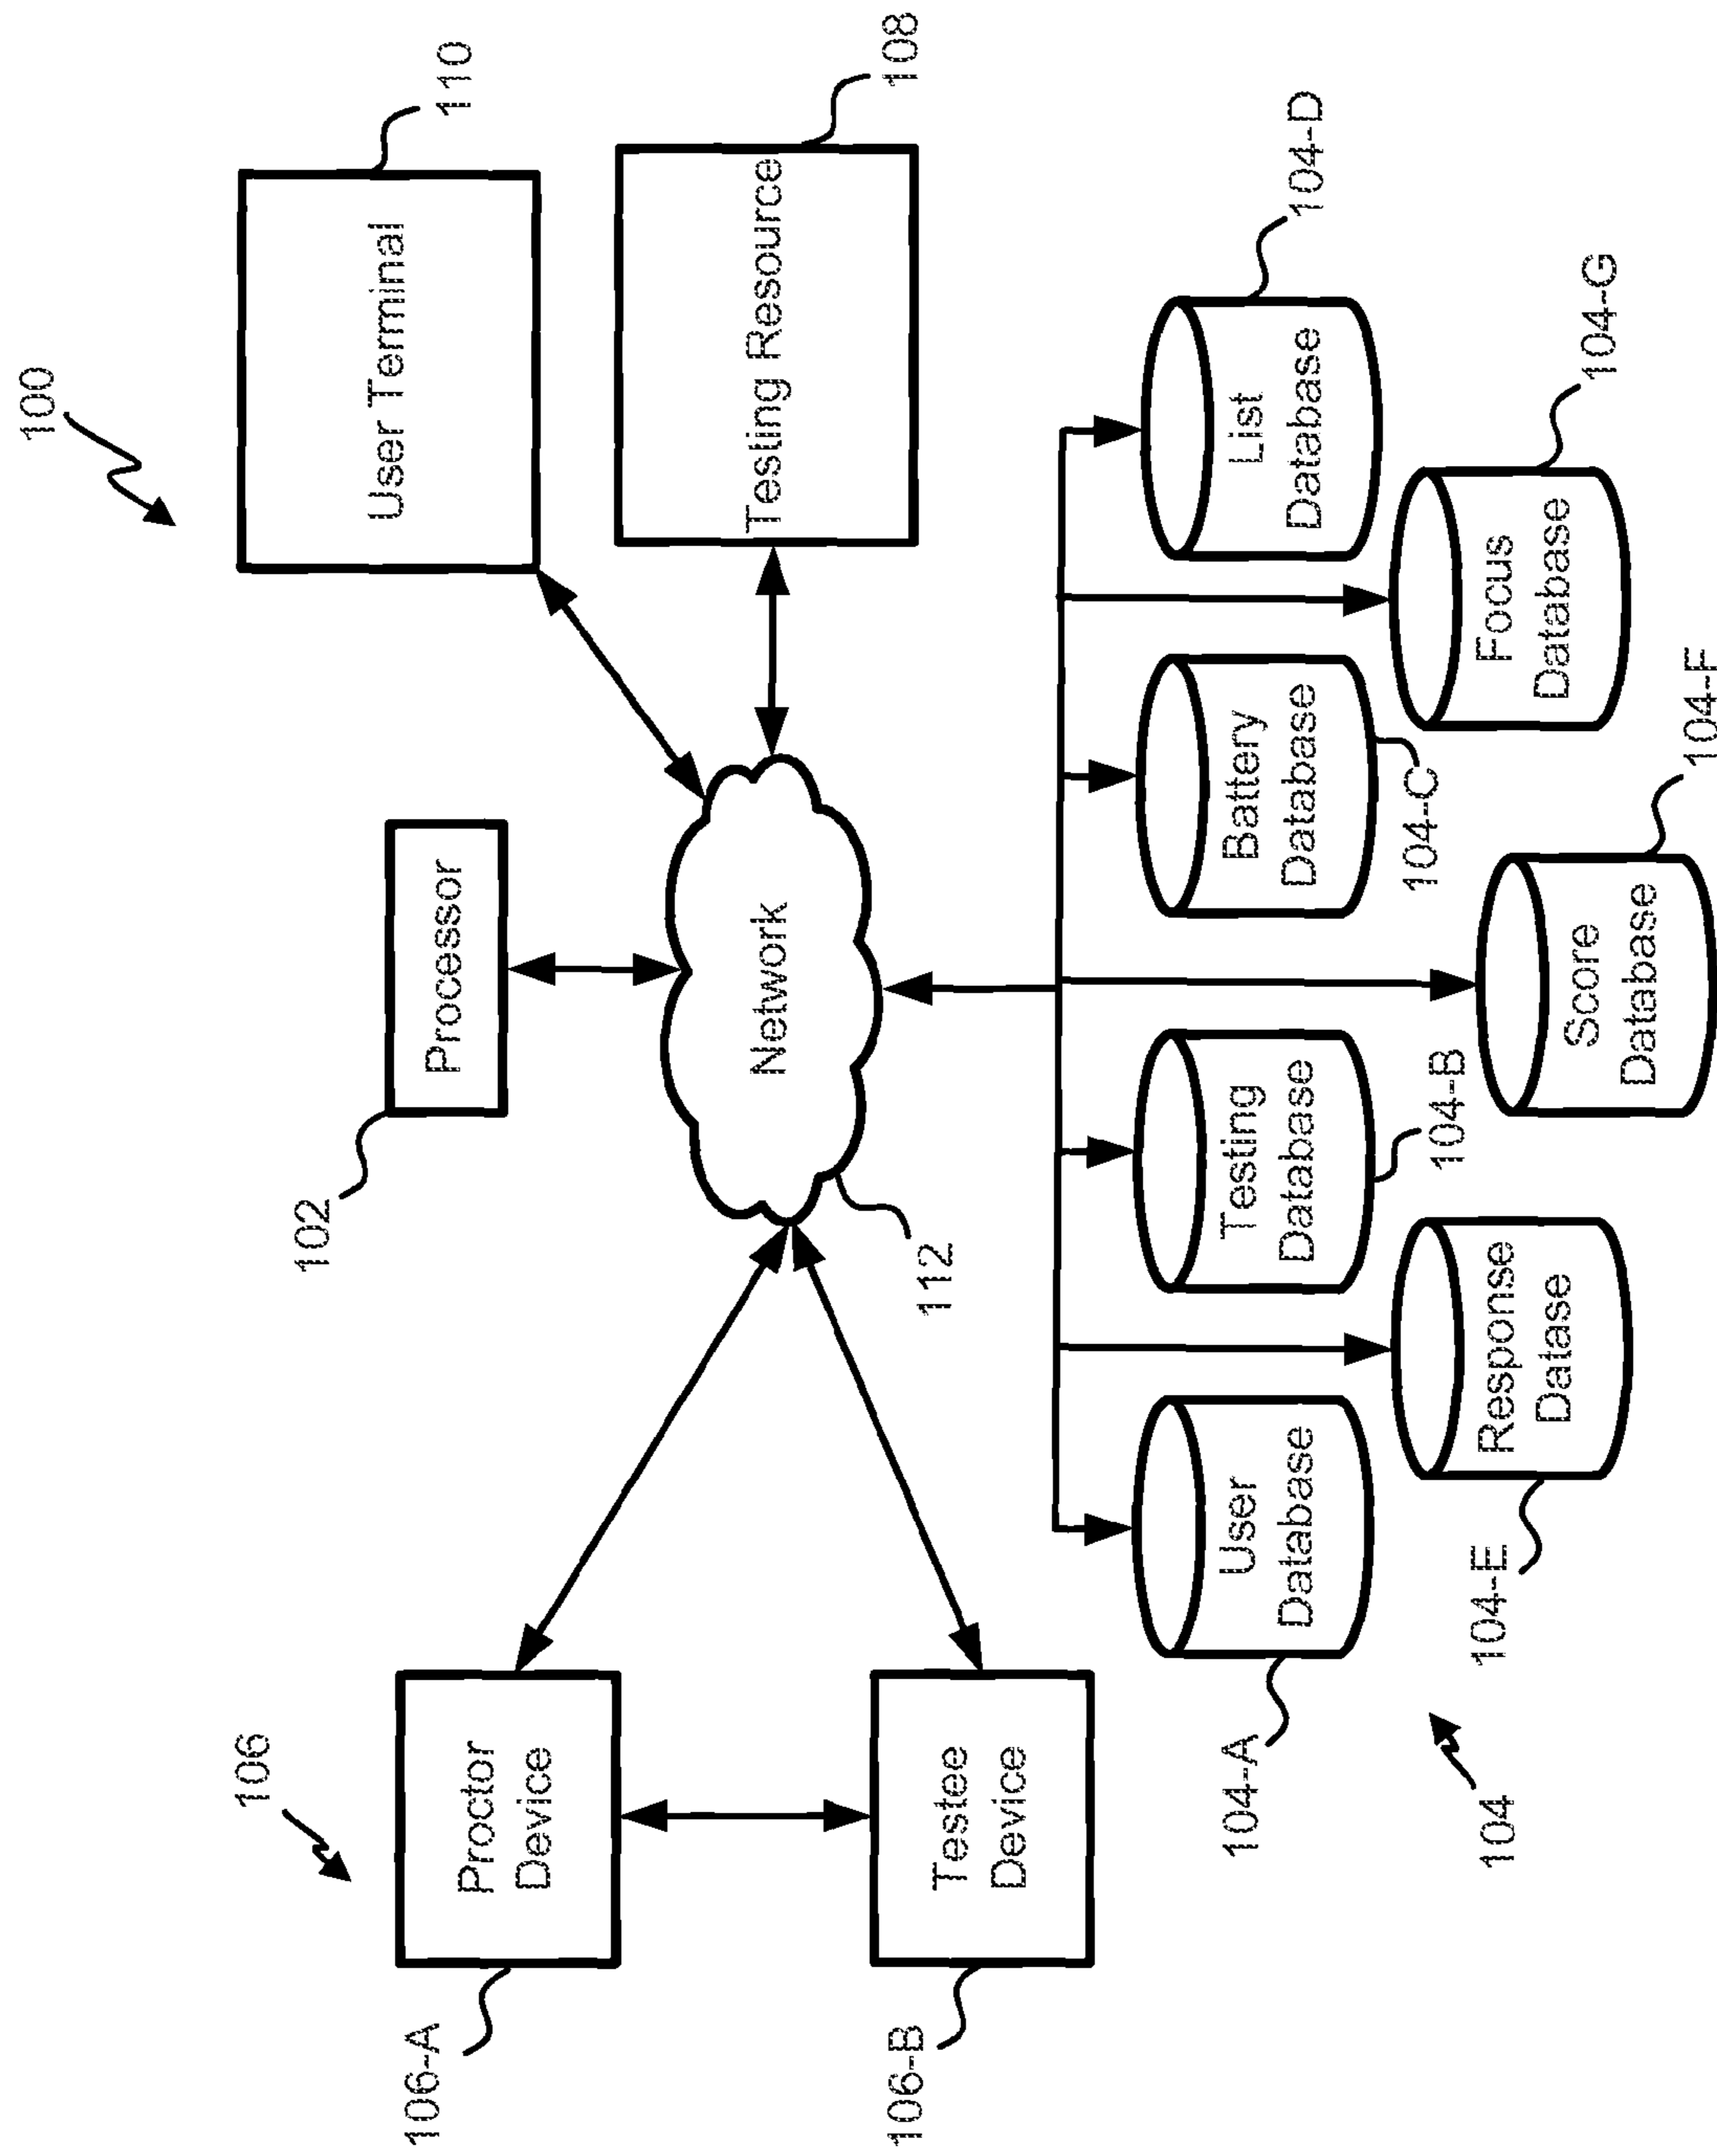 100
110
User Terminal
108
Testing Resource
102
Processor
Network
112
106
106-A
Proctor
Device
106-B
Testee
Device
104-A
User
Database
Testing
Database
104-B
Battery
Database
104-C
List
Database
104-D
104-E
Response
Datase
Score
Database
104-F
Focus
Database
104-G
104